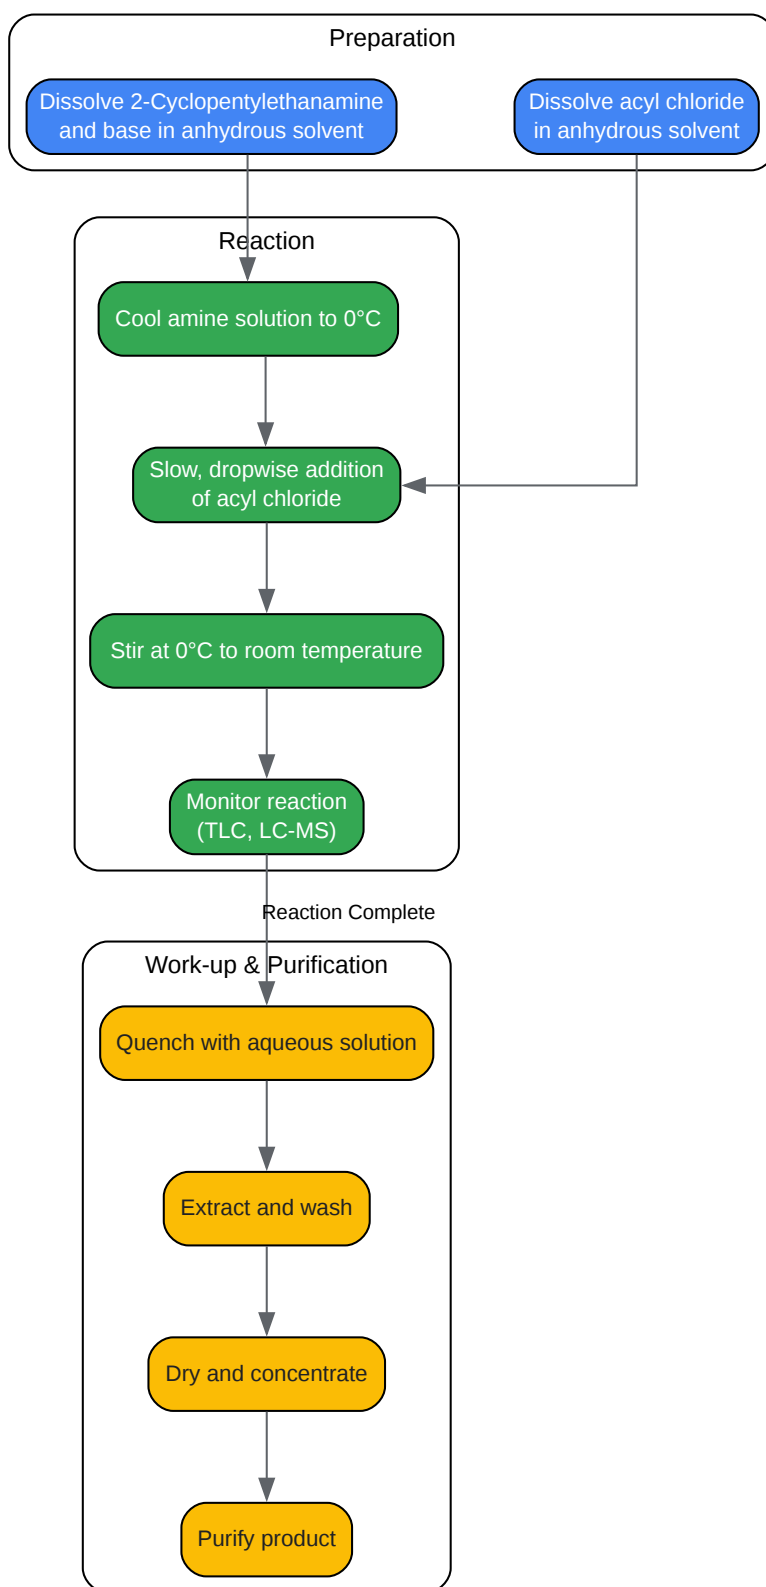 Preparation
Dissolve 2-Cyclopentylethanamine
and base in anhydrous solvent
Dissolve acyl chloride
in anhydrous solvent
Reaction
Cool amine solution to 0°C
Slow, dropwise addition
of acyl chloride
Stir at 0°C to room temperature
Monitor reaction
(TLC, LC-MS)
Reaction Complete
Work-up & Purification
Quench with aqueous solution
Extract and wash
Dry and concentrate
Purify product